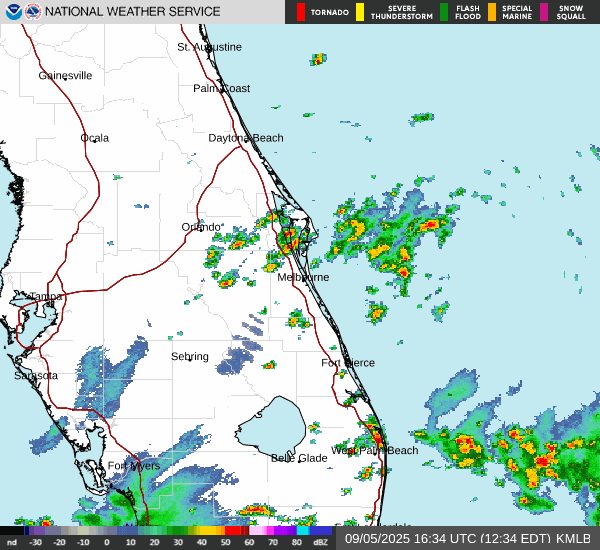 NATIONAL WEATHER SERVICE
TORNADO
SEVERE THUNDERSTORM
FLASH FLOOD
SPECIAL MARINE
SNOW SQUALL
St. Augustine
Gainesville
Palm Coast
Ocala
Daytona Beach
Orlando
Melbourne
Tampa
Sebring
Fort Pierce
Sarasota
West Palm Beach
Belle Glade
Fort Myers
nd -30 -20 -10 0 10 20 30 40 50 60 70 80 dBZ
09/05/2025 16:34 UTC (12:34 EDT) KMLB